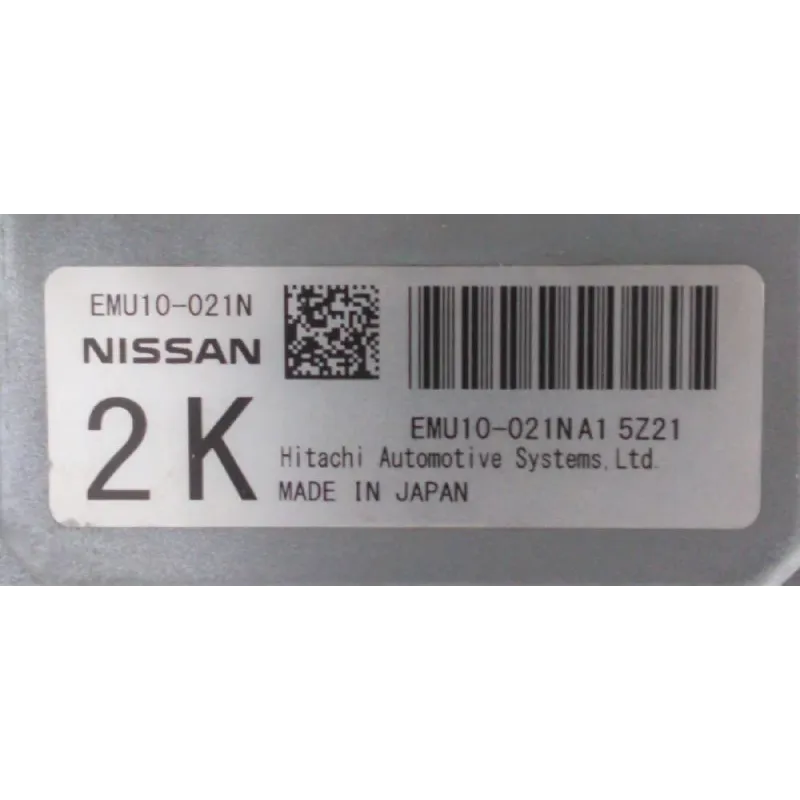 EMU10-021N
NISSAN
2K
EMU10-021NA1 5Z21
Hitachi Automotive Systems,Ltd.
MADE IN JAPAN